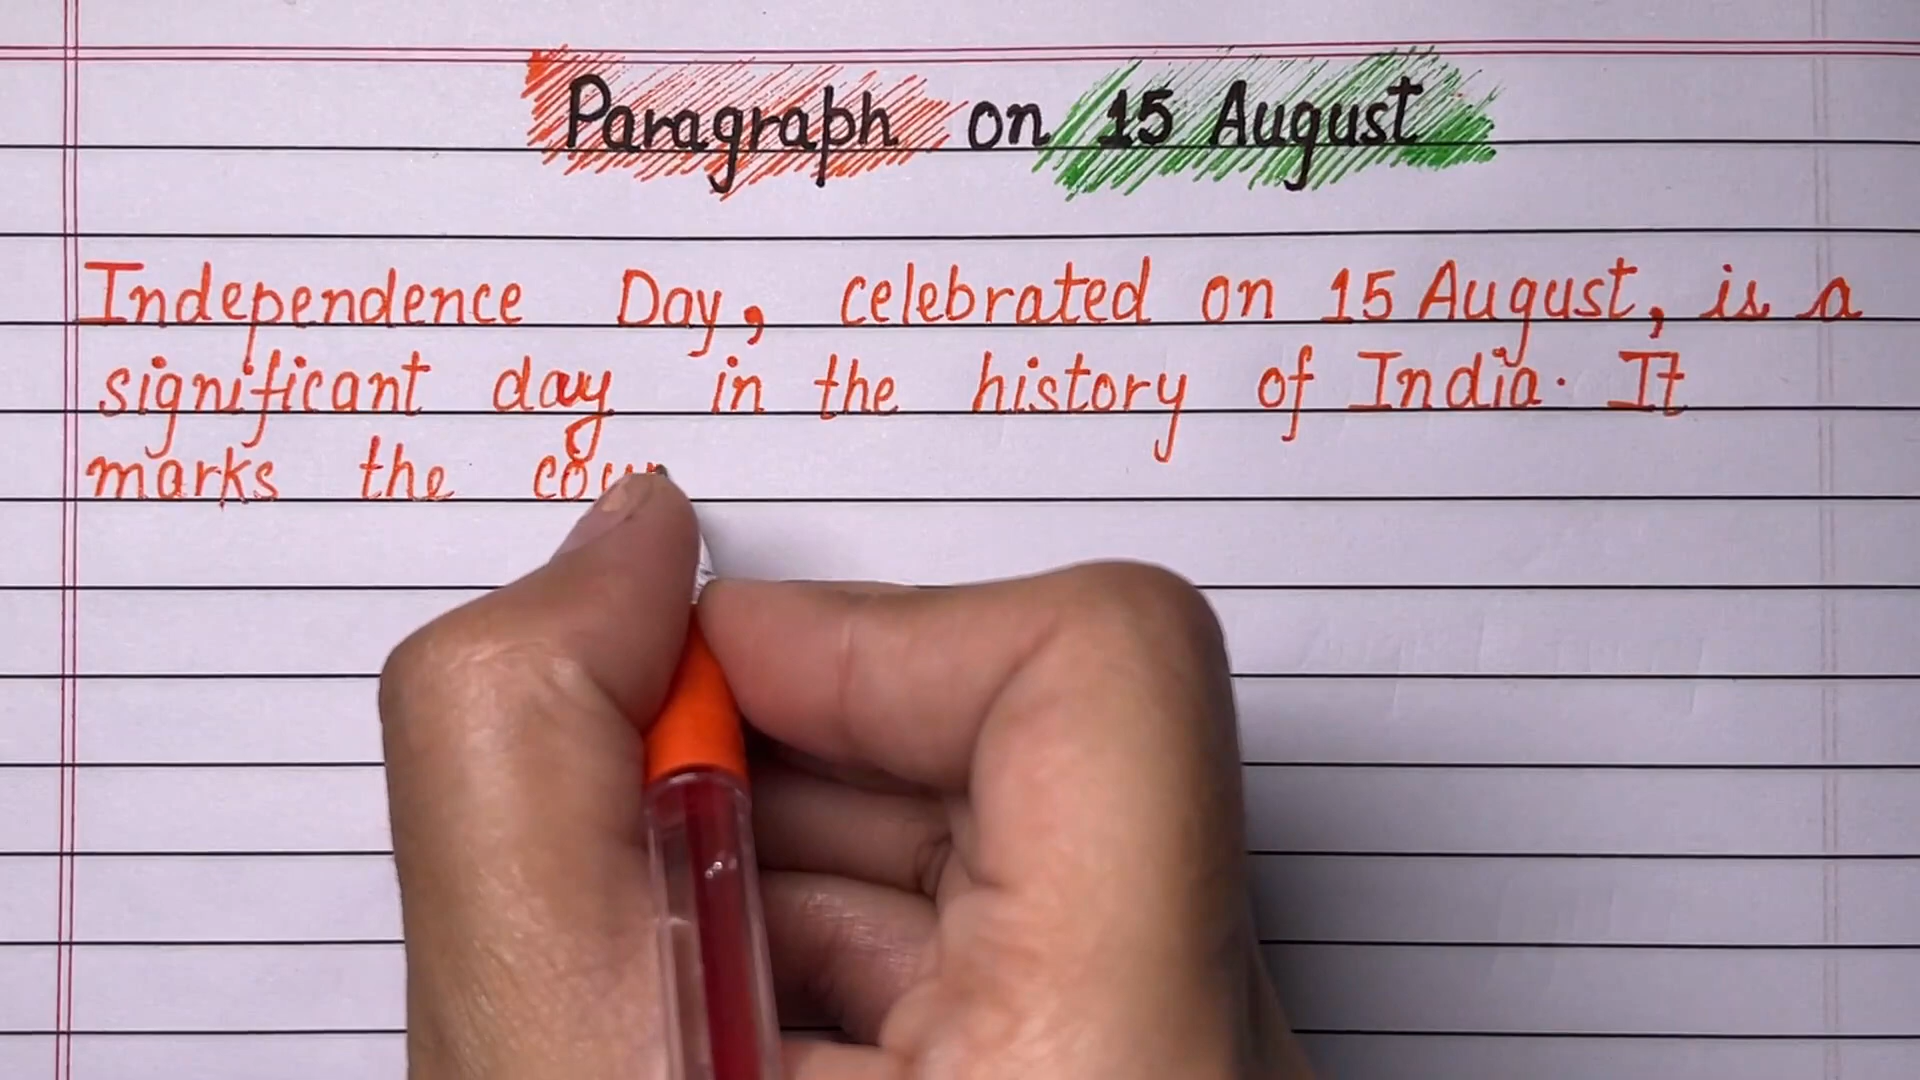 Paragraph on 15 August
Independence Day, celebrated on 15 August, is a
significant day in the history of India. It
marks the